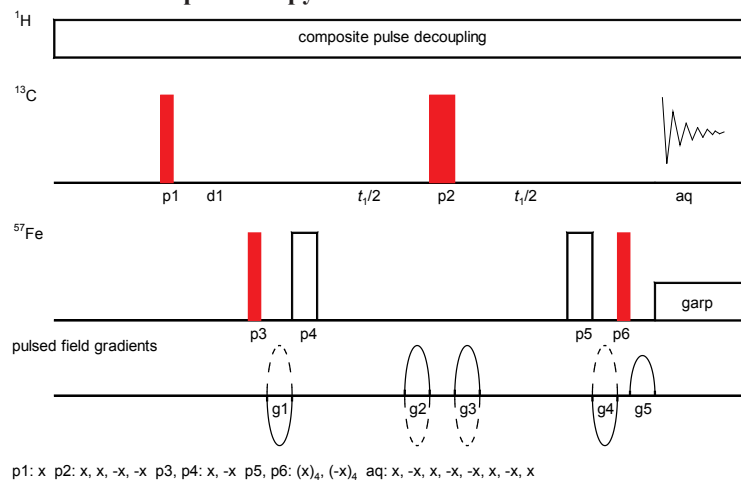 ¹H
composite pulse decoupling
¹³C
p1 d1 t₁/2 p2 t₁/2 aq
⁵⁷Fe
garp
p3 p4 p5 p6
pulsed field gradients
g1 g2 g3 g4 g5
p1: x p2: x, x, -x, -x p3, p4: x, -x p5, p6: (x)₄, (-x)₄ aq: x, -x, x, -x, -x, x, -x, x